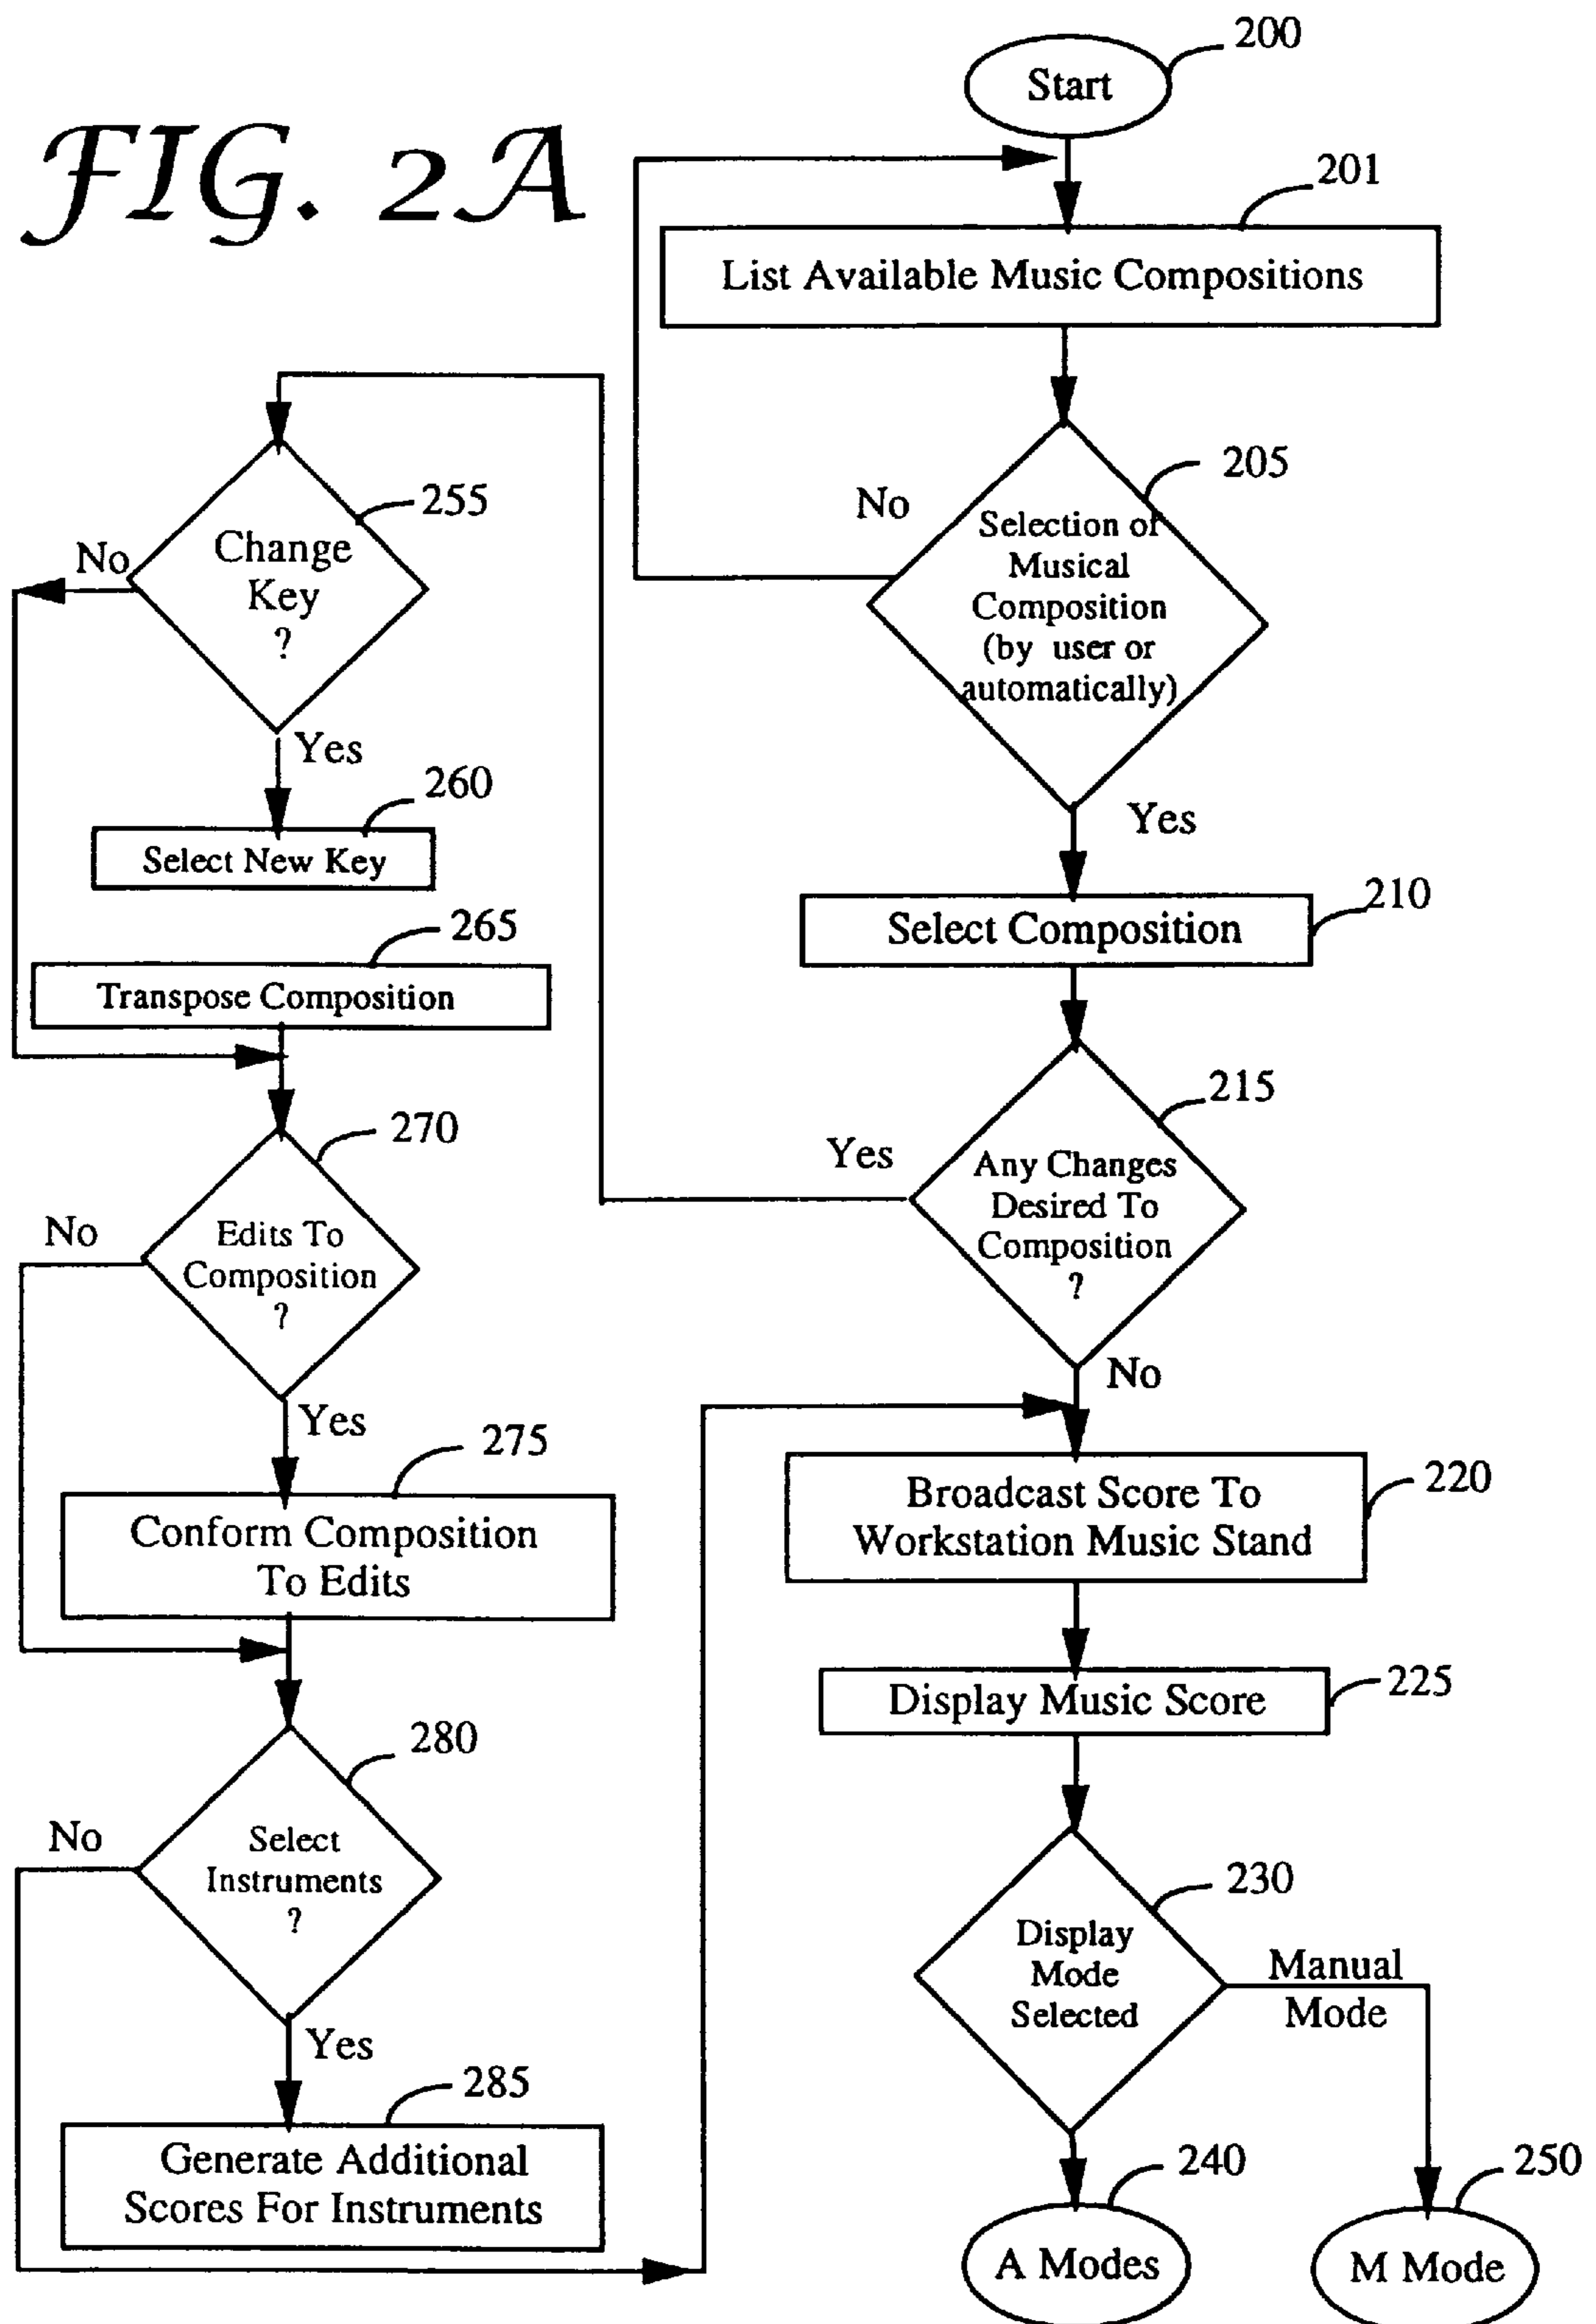 FIG. 2A
200
Start
201
List Available Music Compositions
205
No
Selection of
Musical
Composition
(by user or
automatically)
Yes
210
Select Composition
215
Yes
Any Changes
Desired To
Composition
?
No
220
Broadcast Score To
Workstation Music Stand
225
Display Music Score
230
Display
Mode
Selected
Manual
Mode
240
A Modes
250
M Mode
255
No
Change
Key
?
Yes
260
Select New Key
265
Transpose Composition
270
No
Edits To
Composition
?
Yes
275
Conform Composition
To Edits
280
No
Select
Instruments
?
Yes
285
Generate Additional
Scores For Instruments